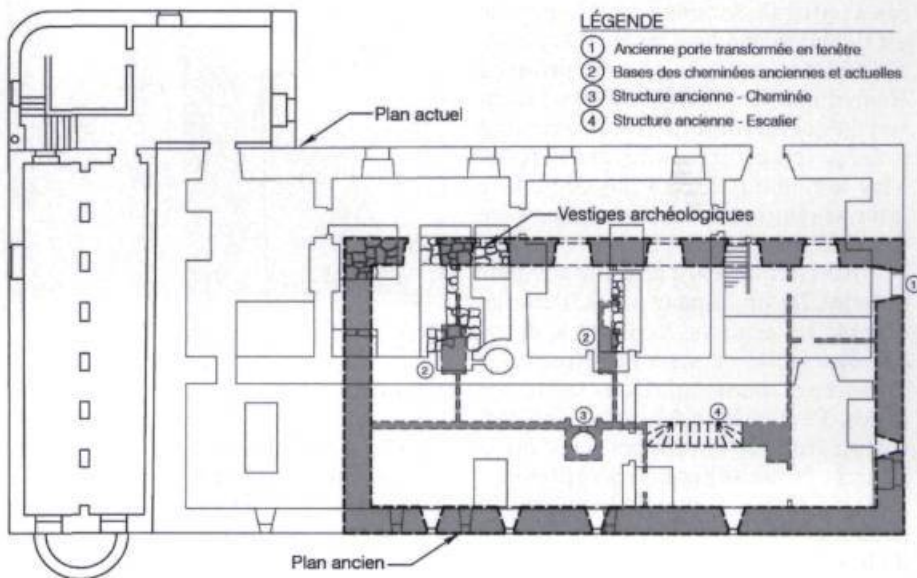 LÉGENDE
1 Ancienne porte transformée en fenêtre
2 Bases des cheminées anciennes et actuelles
3 Structure ancienne - Cheminée
4 Structure ancienne - Escalier
Plan actuel
Vestiges archéologiques
1
2
2
3
4
Plan ancien